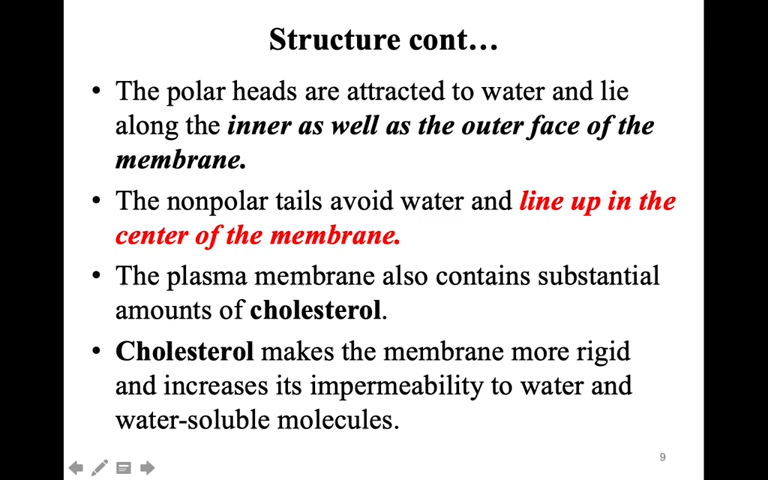 Structure cont…
• The polar heads are attracted to water and lie
along the inner as well as the outer face of the
membrane.
• The nonpolar tails avoid water and line up in the
center of the membrane.
• The plasma membrane also contains substantial
amounts of cholesterol.
• Cholesterol makes the membrane more rigid
and increases its impermeability to water and
water-soluble molecules.
9